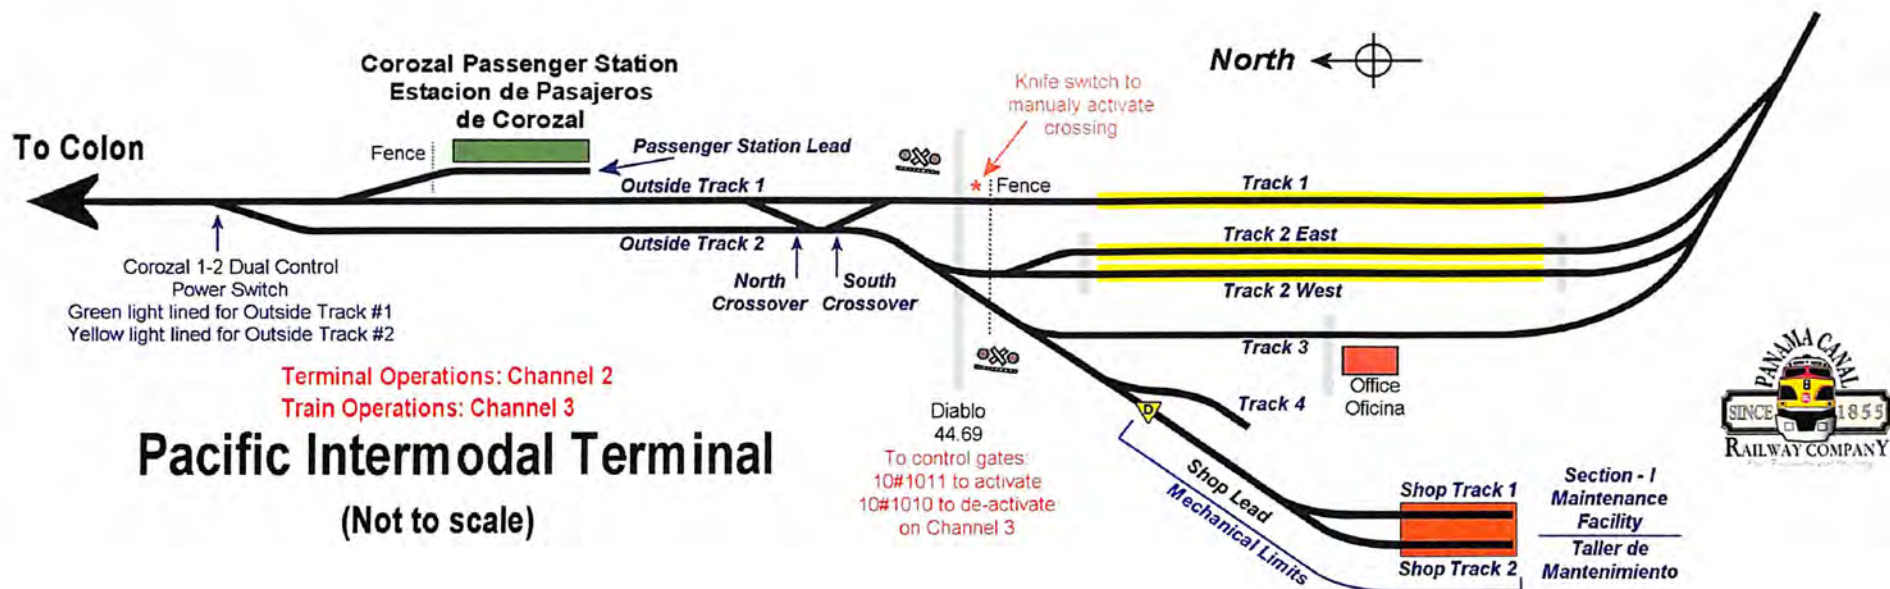 Corozal Passenger Station
Estacion de Pasajeros
de Corozal
North
Knife switch to
manualy activate
crossing
To Colon
Fence
Passenger Station Lead
Outside Track 1
* Fence
Track 1
Outside Track 2
Track 2 East
Corozal 1-2 Dual Control
Power Switch
Green light lined for Outside Track #1
Yellow light lined for Outside Track #2
North
Crossover
South
Crossover
Track 2 West
Track 3
Office
Oficina
Terminal Operations: Channel 2
Train Operations: Channel 3
Pacific Intermodal Terminal
(Not to scale)
Diablo
44.69
To control gates:
10#1011 to activate
10#1010 to de-activate
on Channel 3
D
Track 4
Shop Lead
Mechanical Limits
Shop Track 1
Shop Track 2
Section - I
Maintenance
Facility
Taller de
Mantenimiento
PANAMA CANAL
SINCE 1855
RAILWAY COMPANY